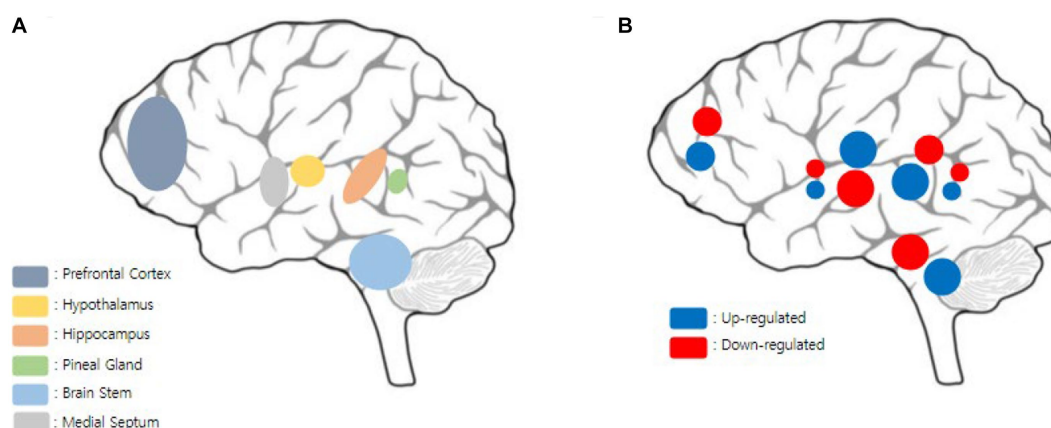 A
B
: Prefrontal Cortex
: Hypothalamus
: Hippocampus
: Pineal Gland
: Brain Stem
: Medial Septum
: Up-regulated
: Down-regulated